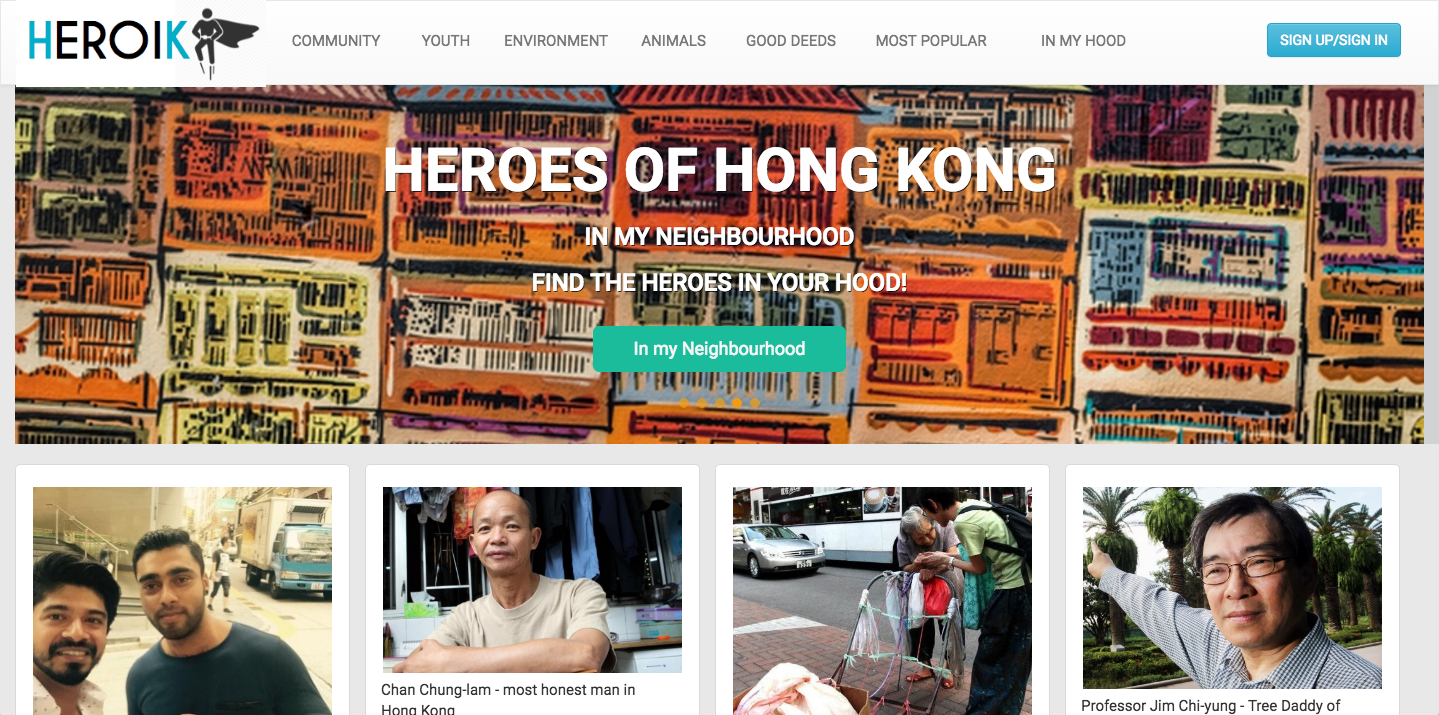 HEROIK
COMMUNITY YOUTH ENVIRONMENT ANIMALS GOOD DEEDS MOST POPULAR IN MY HOOD SIGN UP/SIGN IN
HEROES OF HONG KONG
IN MY NEIGHBOURHOOD
FIND THE HEROES IN YOUR HOOD!
In my Neighbourhood
Chan Chung-lam - most honest man in
Hong Kong
Professor Jim Chi-yung - Tree Daddy of